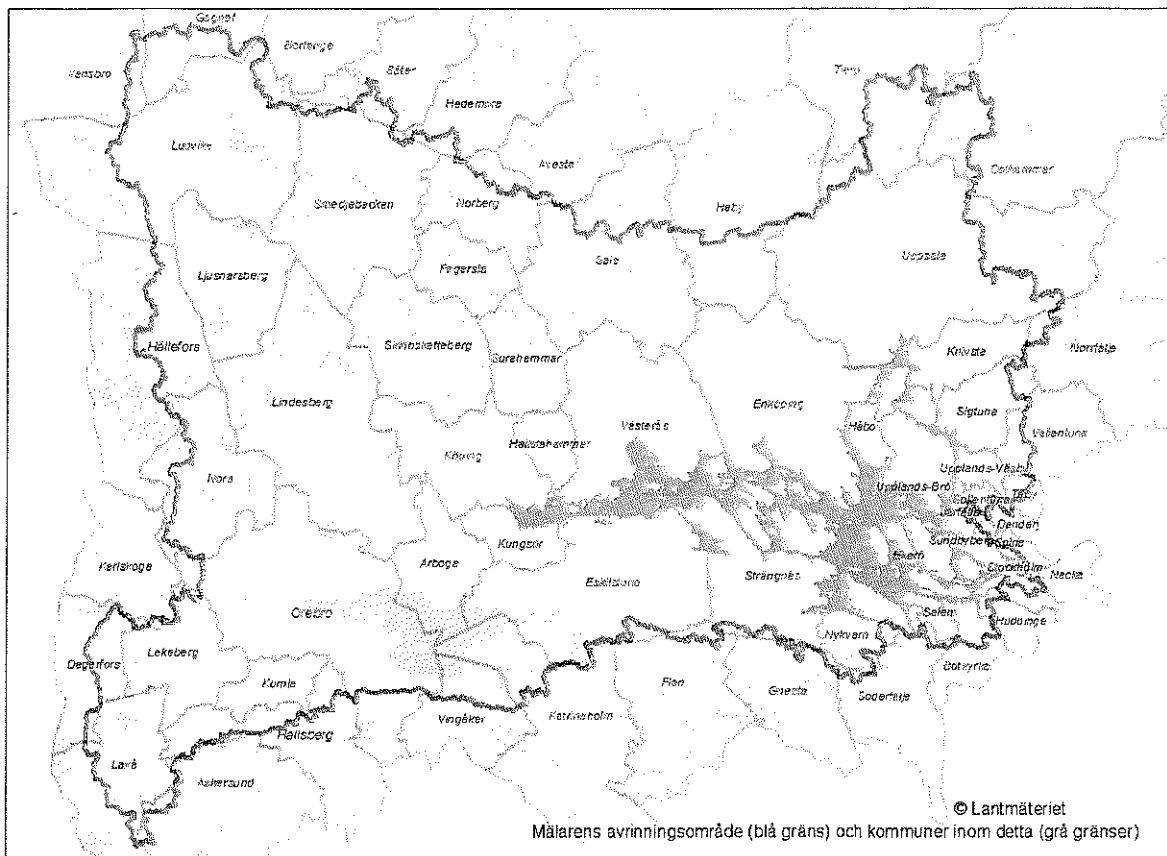 Gagnef
Borlänge
Vansbro
Säter
Tierp
Hedemora
Ludvika
Avesta
Östhammar
Smedjebacken
Norberg
Heby
Uppsala
Sala
Fagersta
Ljusnarsberg
Hällefors
Skinnskatteberg
Surahammar
Knivsta
Norrtälje
Lindesberg
Enköping
Sigtuna
Västerås
Håbo
Vallentuna
Hallstahammar
Köping
Nora
Upplands-Väsby
Upplands-Bro
Danderyd
Kungsör
Sundbyberg
Solna
Karlskoga
Arboga
Ekerö
Stockholm
Nacka
Eskilstuna
Strängnäs
Örebro
Salem
Huddinge
Nykvarn
Lekeberg
Degerfors
Botkyrka
Kumla
Flen
Gnesta
Södertälje
Vingåker
Katrineholm
Hallsberg
Laxå
Askersund
© Lantmäteriet
Mälarens avrinningsområde (blå gräns) och kommuner inom detta (grå gränser)